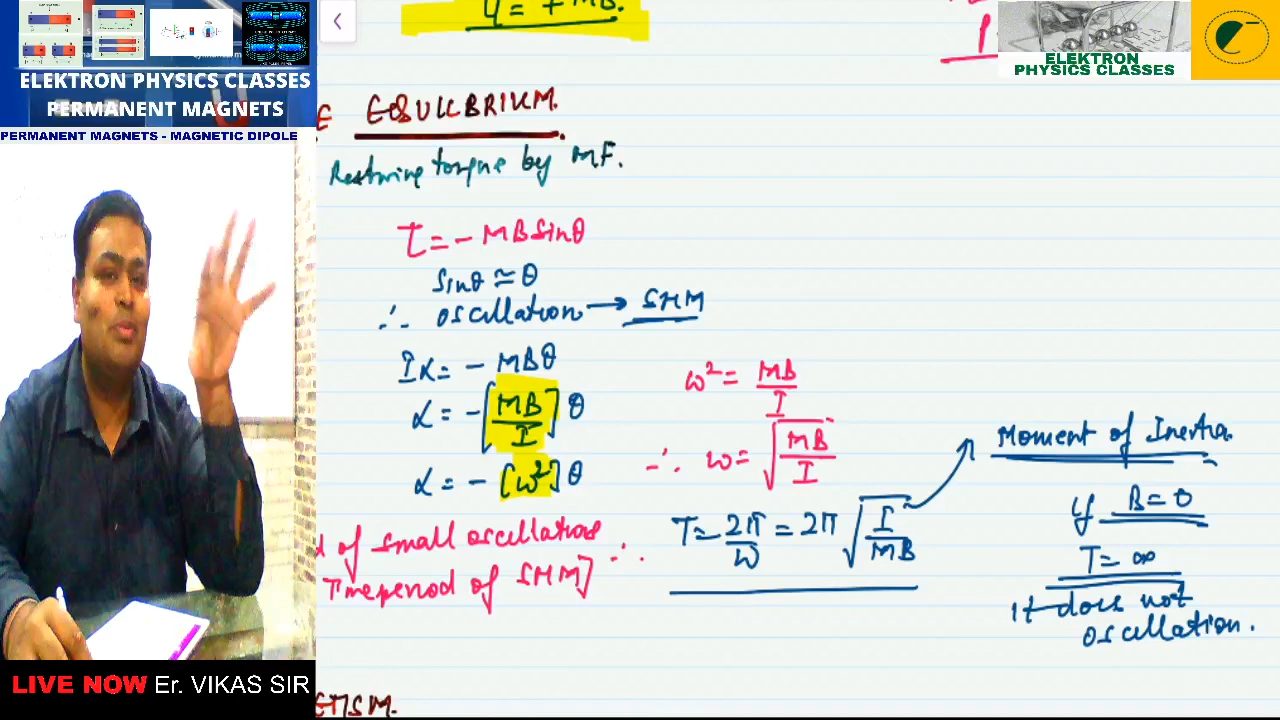 ELEKTRON PHYSICS CLASSES
PERMANENT MAGNETS
PERMANENT MAGNETS - MAGNETIC DIPOLE
ELEKTRON
PHYSICS CLASSES
EQUILBRIUM.
Restoring torque by MF.
τ = - MB sinθ
sinθ ≃ θ
∴ oscillation → SHM
Iα = - MBθ
α = -[MB/I]θ
α = -[ω²]θ
of small oscillations ∴
Time period of SHM]
ω² = MB/I
∴ ω = √MB/I
T = 2π/ω = 2π √I/MB
Moment of Inertia
if B = 0
T = ∞
it does not
oscillation.
LIVE NOW Er. VIKAS SIR